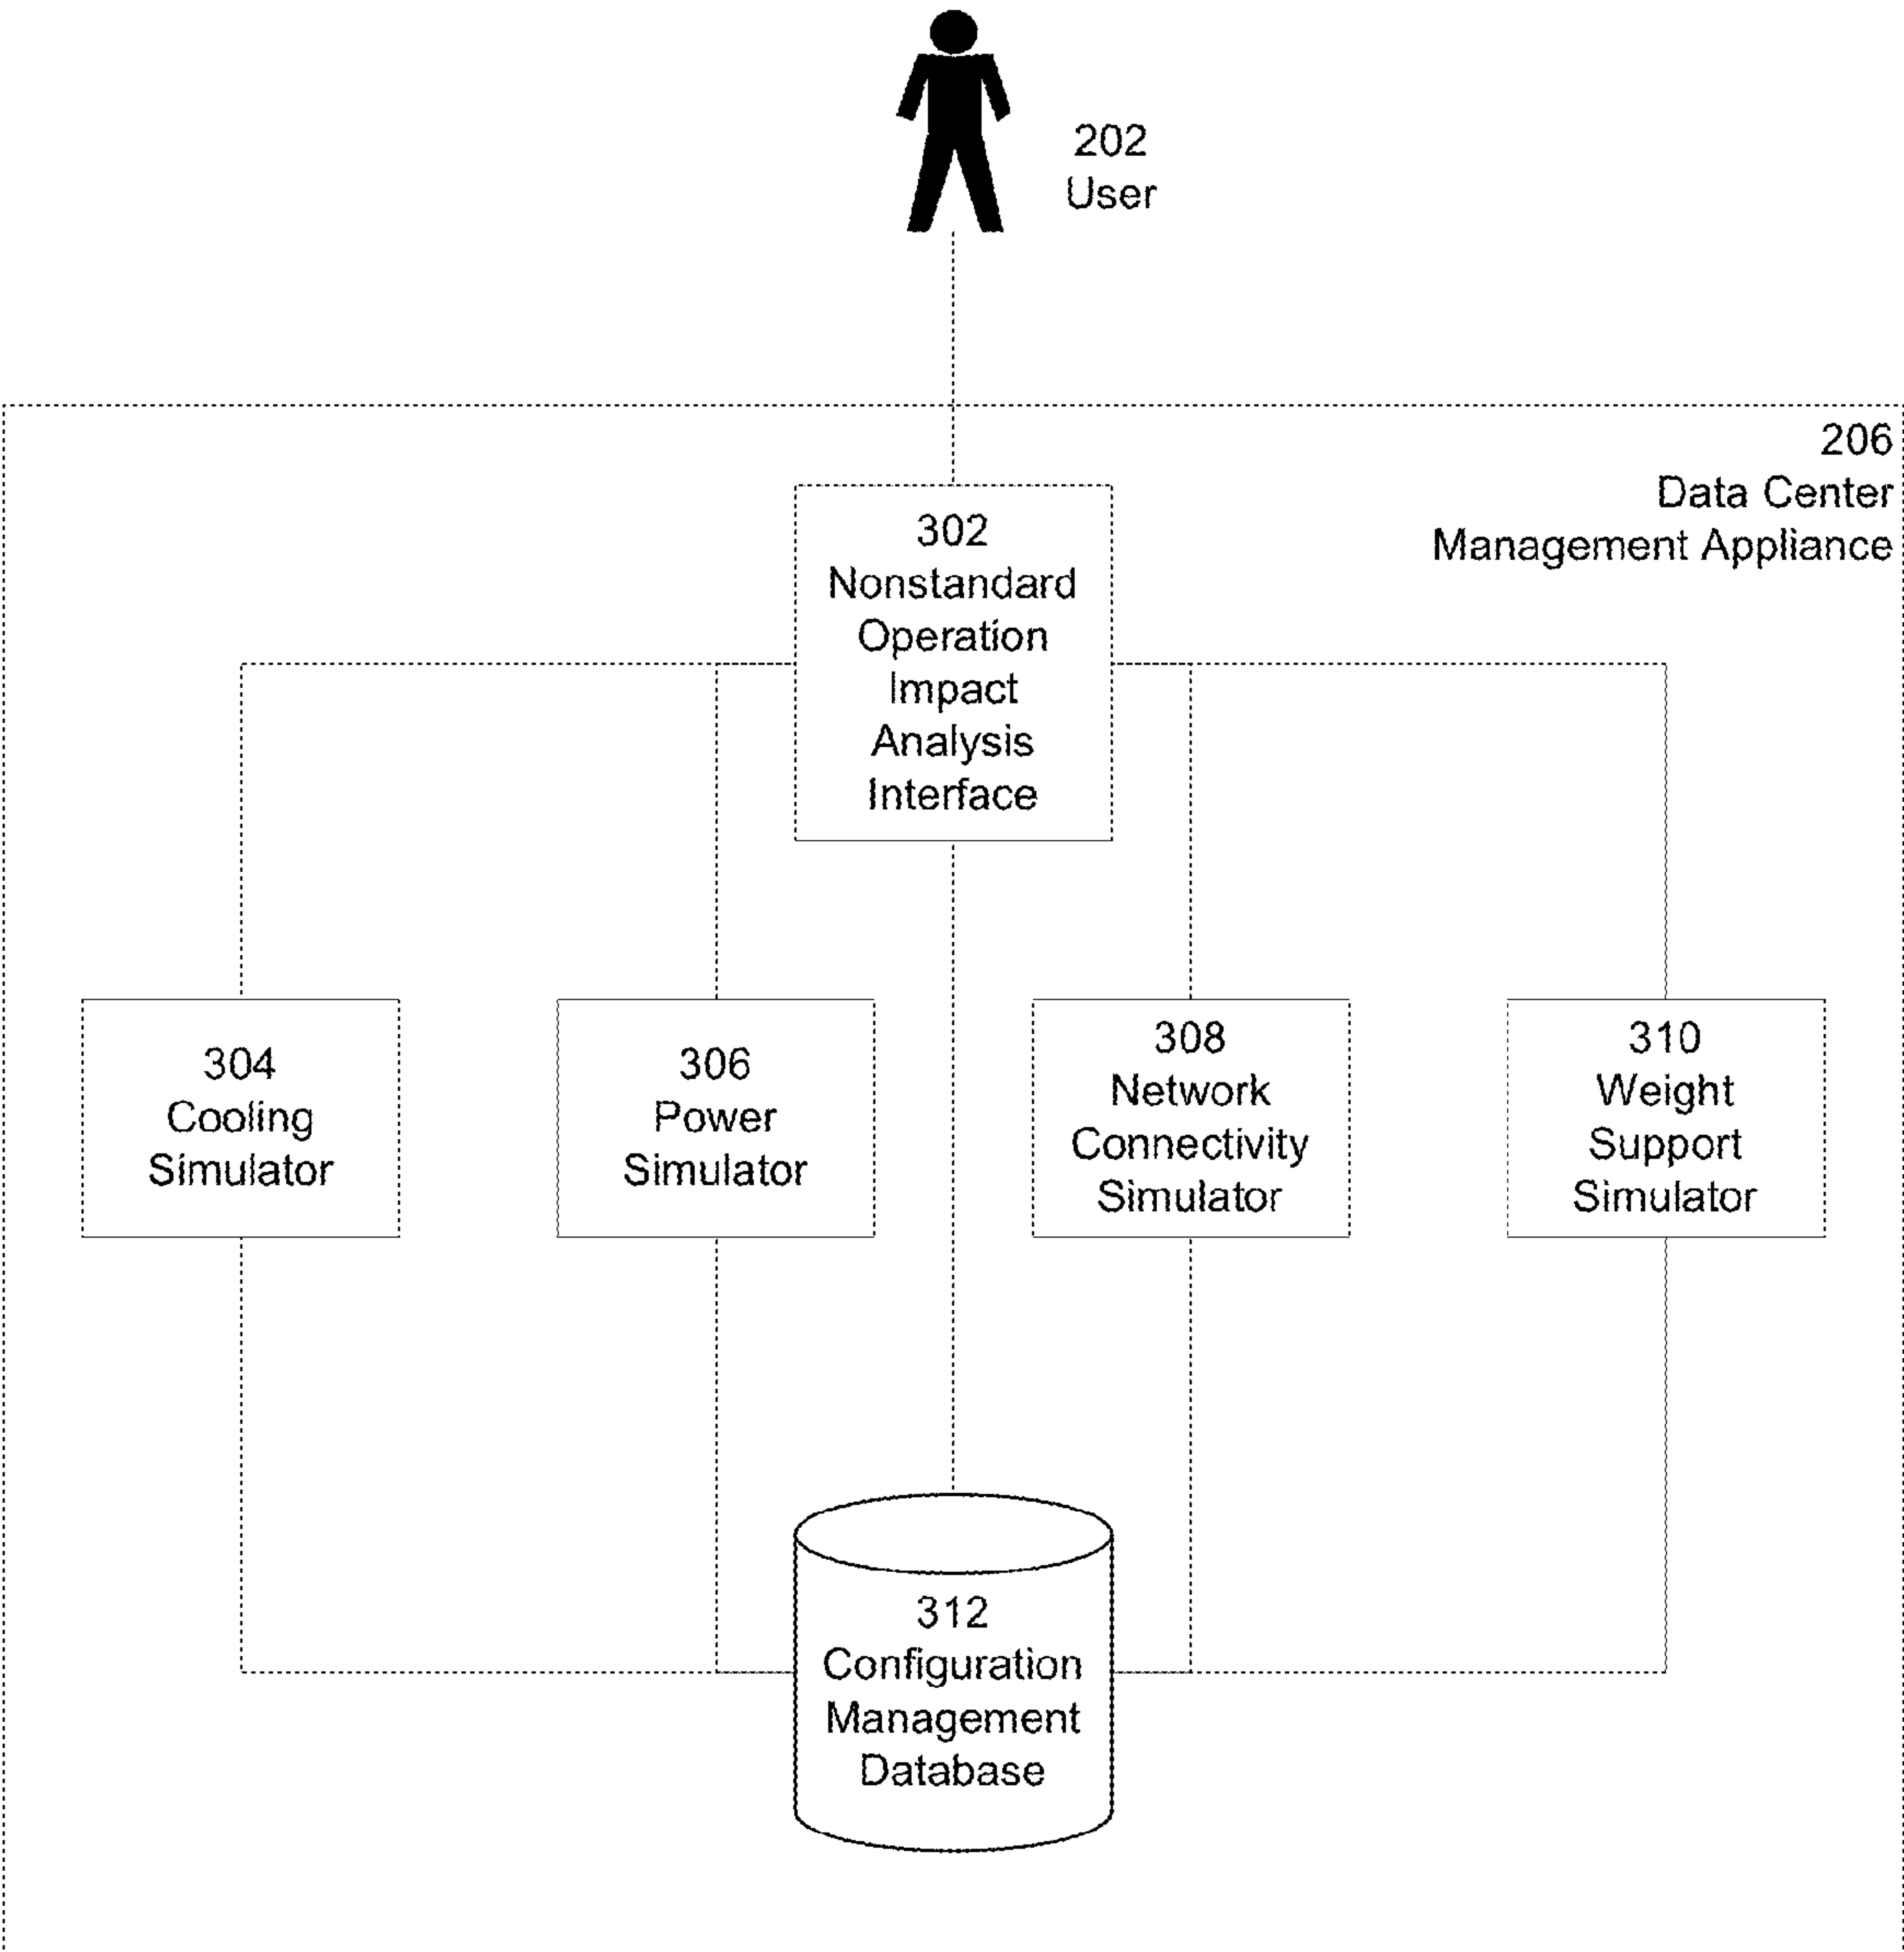 202
User
206
Data Center
Management Appliance
302
Nonstandard
Operation
Impact
Analysis
Interface
304
Cooling
Simulator
306
Power
Simulator
308
Network
Connectivity
Simulator
310
Weight
Support
Simulator
312
Configuration
Management
Database